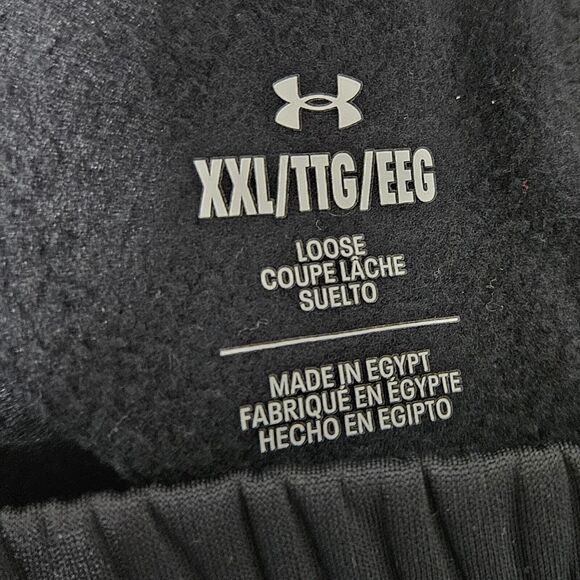 XXL/TTG/EEG
LOOSE
COUPE LÂCHE
SUELTO
MADE IN EGYPT
FABRIQUÉ EN ÉGYPTE
HECHO EN EGIPTO